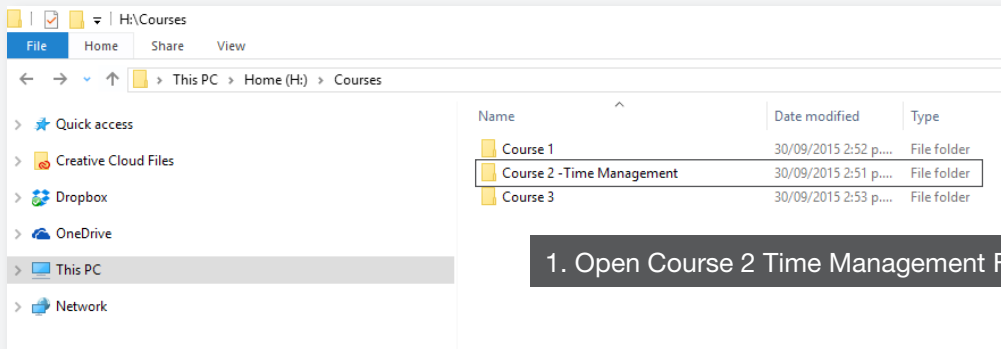 H:\Courses
File Home Share View
This PC > Home (H:) > Courses
Name Date modified Type
Quick access
Creative Cloud Files
Dropbox
OneDrive
This PC
Network
Course 1 30/09/2015 2:52 p.... File folder
Course 2 -Time Management 30/09/2015 2:51 p.... File folder
Course 3 30/09/2015 2:53 p.... File folder
1. Open Course 2 Time Management